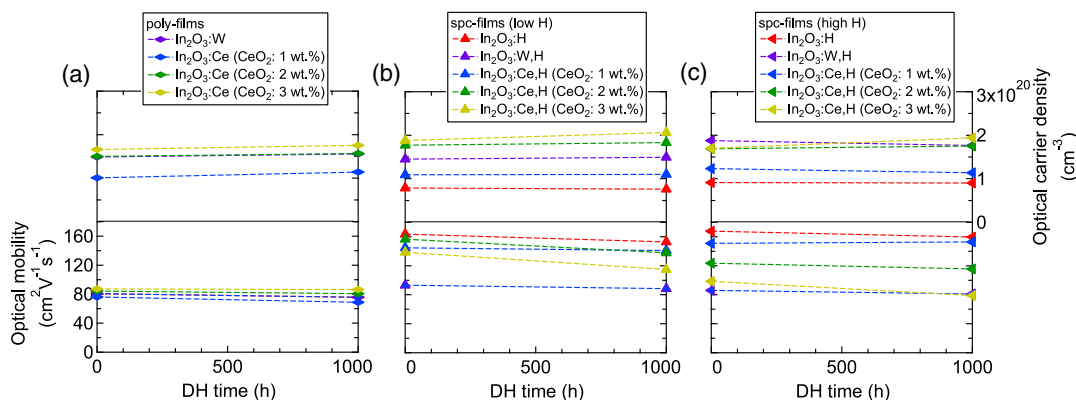 poly-films
In₂O₃:W
In₂O₃:Ce (CeO₂: 1 wt.%)
In₂O₃:Ce (CeO₂: 2 wt.%)
In₂O₃:Ce (CeO₂: 3 wt.%)
(a)
spc-films (low H)
In₂O₃:H
In₂O₃:W,H
In₂O₃:Ce,H (CeO₂: 1 wt.%)
In₂O₃:Ce,H (CeO₂: 2 wt.%)
In₂O₃:Ce,H (CeO₂: 3 wt.%)
(b)
spc-films (high H)
In₂O₃:H
In₂O₃:W,H
In₂O₃:Ce,H (CeO₂: 1 wt.%)
In₂O₃:Ce,H (CeO₂: 2 wt.%)
In₂O₃:Ce,H (CeO₂: 3 wt.%)
(c)
3x10²⁰
2
1
0
Optical carrier density
(cm⁻³)
Optical mobility
(cm²V⁻¹s⁻¹)
160
120
80
40
0
0 500 1000
DH time (h)
0 500 1000
DH time (h)
0 500 1000
DH time (h)